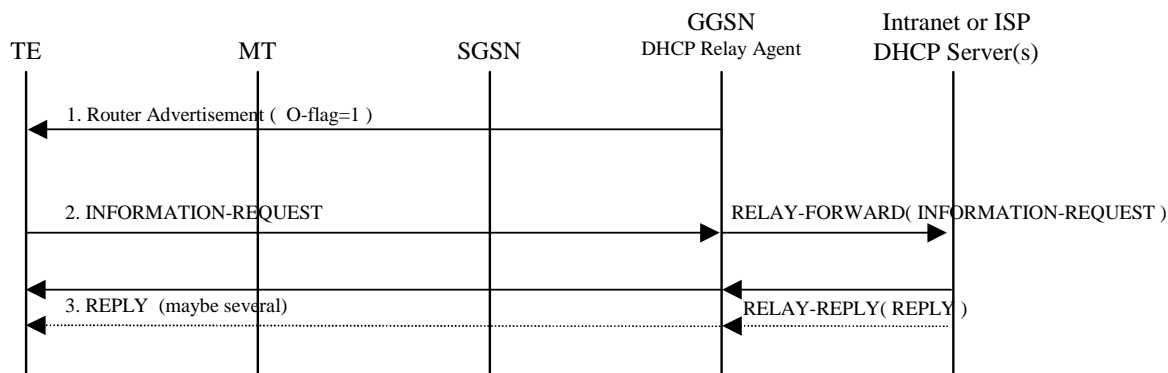 GGSN
Intranet or ISP
TE
MT
SGSN
DHCP Relay Agent
DHCP Server(s)
1. Router Advertisement ( O-flag=1 )
2. INFORMATION-REQUEST
RELAY-FORWARD( INFORMATION-REQUEST )
3. REPLY (maybe several)
RELAY-REPLY( REPLY )